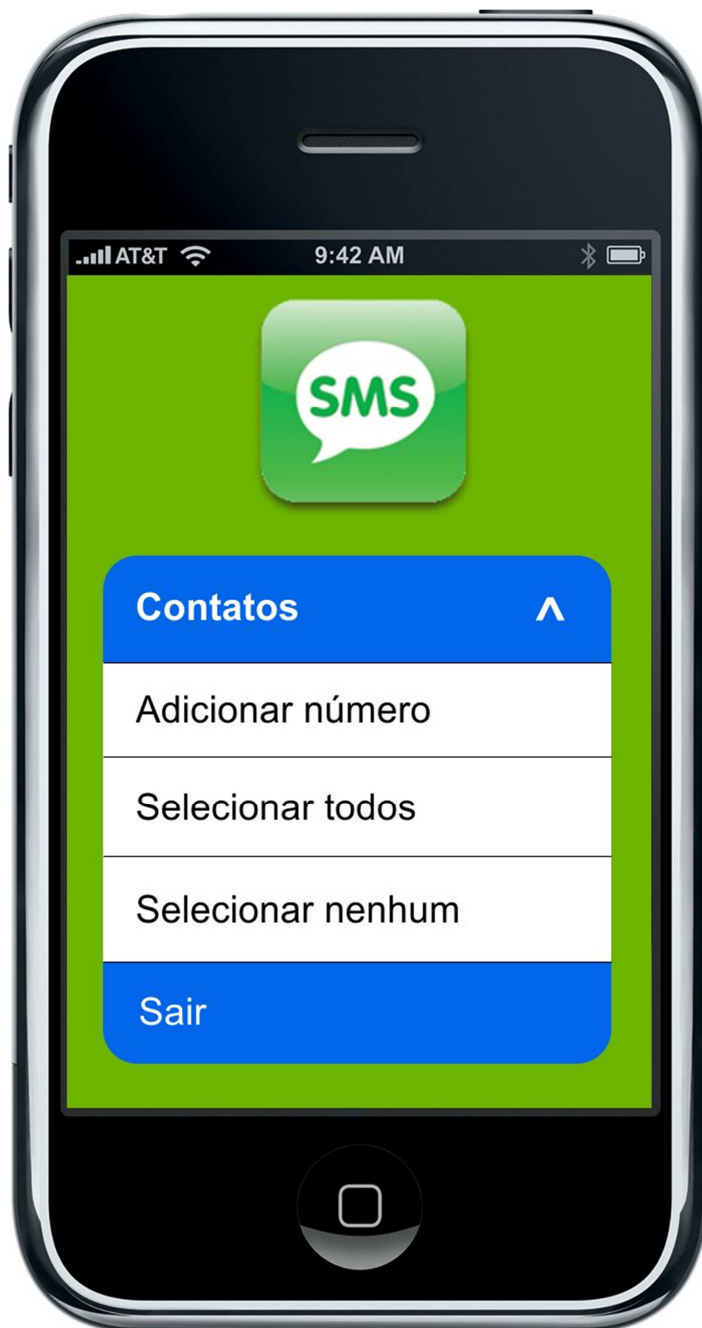 AT&T 9:42 AM
SMS
Contatos
Adicionar número
Selecionar todos
Selecionar nenhum
Sair